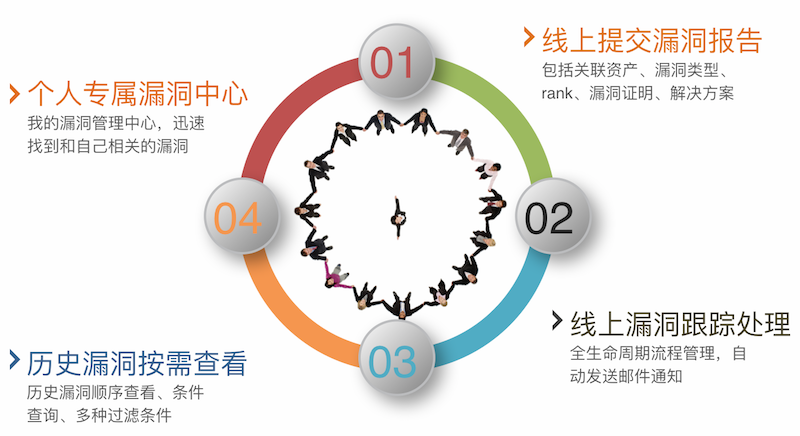 01
线上提交漏洞报告
包括关联资产、漏洞类型、
rank、漏洞证明、解决方案
02
线上漏洞跟踪处理
全生命周期流程管理，自
动发送邮件通知
03
历史漏洞按需查看
历史漏洞顺序查看、条件
查询、多种过滤条件
04
个人专属漏洞中心
我的漏洞管理中心，迅速
找到和自己相关的漏洞